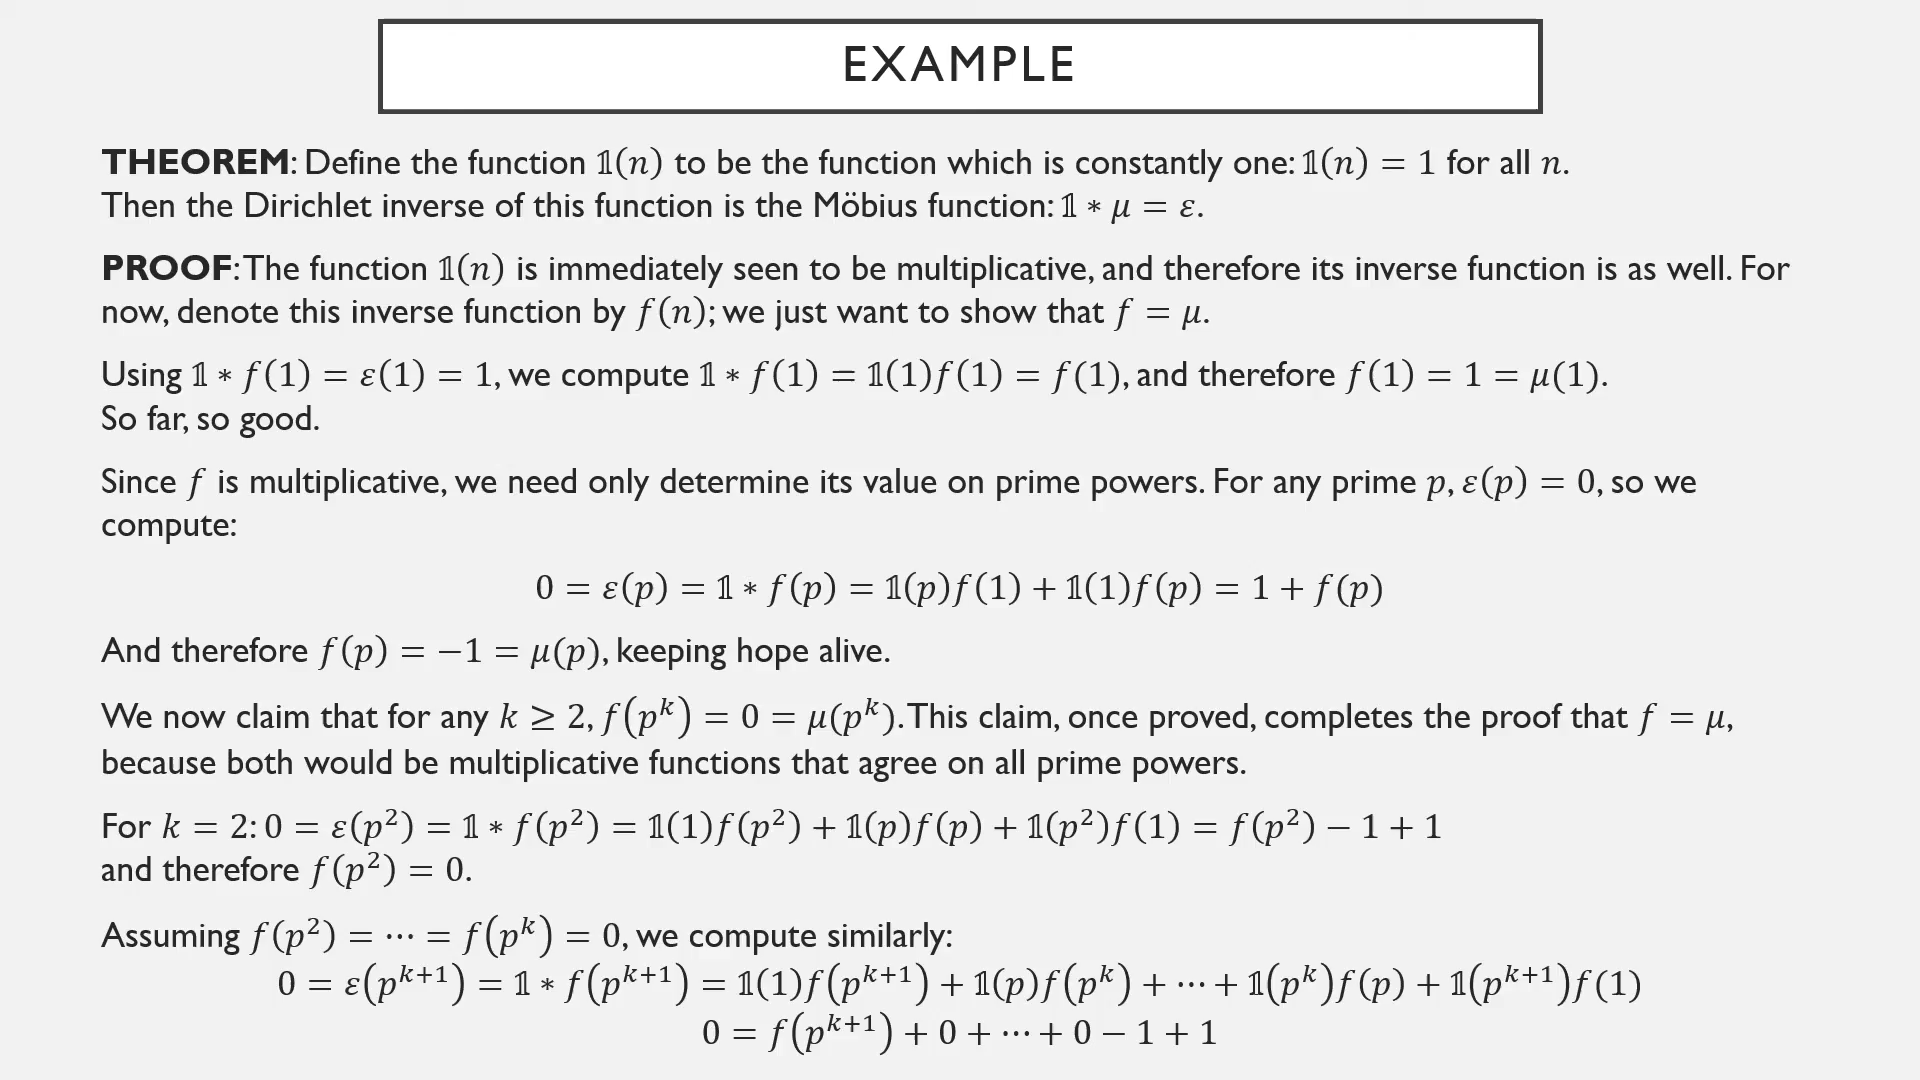 EXAMPLE
THEOREM: Define the function 𝟙(n) to be the function which is constantly one: 𝟙(n) = 1 for all n.
Then the Dirichlet inverse of this function is the Möbius function: 𝟙 ∗ μ = ε.
PROOF: The function 𝟙(n) is immediately seen to be multiplicative, and therefore its inverse function is as well. For
now, denote this inverse function by f(n); we just want to show that f = μ.
Using 𝟙 ∗ f(1) = ε(1) = 1, we compute 𝟙 ∗ f(1) = 𝟙(1)f(1) = f(1), and therefore f(1) = 1 = μ(1).
So far, so good.
Since f is multiplicative, we need only determine its value on prime powers. For any prime p, ε(p) = 0, so we
compute:
0 = ε(p) = 𝟙 ∗ f(p) = 𝟙(p)f(1) + 𝟙(1)f(p) = 1 + f(p)
And therefore f(p) = −1 = μ(p), keeping hope alive.
We now claim that for any k ≥ 2, f(p^k) = 0 = μ(p^k). This claim, once proved, completes the proof that f = μ,
because both would be multiplicative functions that agree on all prime powers.
For k = 2: 0 = ε(p²) = 𝟙 ∗ f(p²) = 𝟙(1)f(p²) + 𝟙(p)f(p) + 𝟙(p²)f(1) = f(p²) − 1 + 1
and therefore f(p²) = 0.
Assuming f(p²) = ⋯ = f(p^k) = 0, we compute similarly:
0 = ε(p^{k+1}) = 𝟙 ∗ f(p^{k+1}) = 𝟙(1)f(p^{k+1}) + 𝟙(p)f(p^k) + ⋯ + 𝟙(p^k)f(p) + 𝟙(p^{k+1})f(1)
0 = f(p^{k+1}) + 0 + ⋯ + 0 − 1 + 1